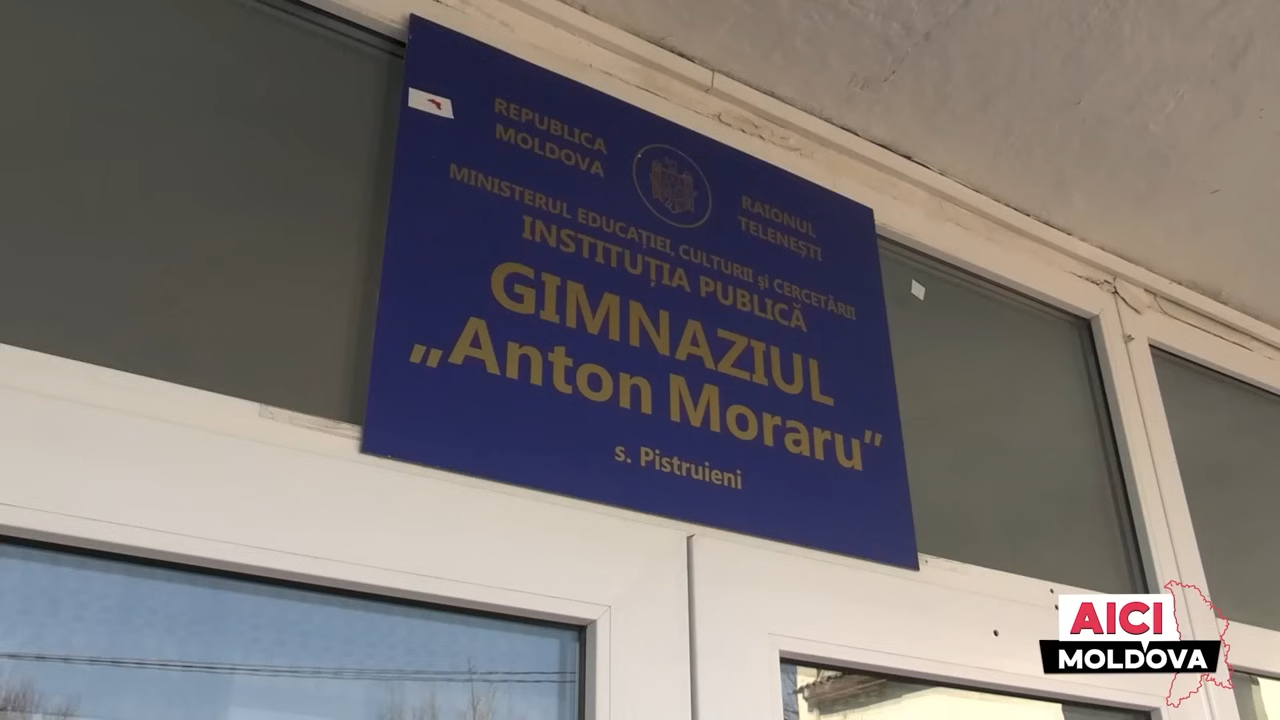 REPUBLICA
MOLDOVA
RAIONUL
TELENEȘTI
MINISTERUL EDUCAȚIEI, CULTURII și CERCETĂRII
INSTITUȚIA PUBLICĂ
GIMNAZIUL
„Anton Moraru”
s. Pistruieni
AICI
MOLDOVA